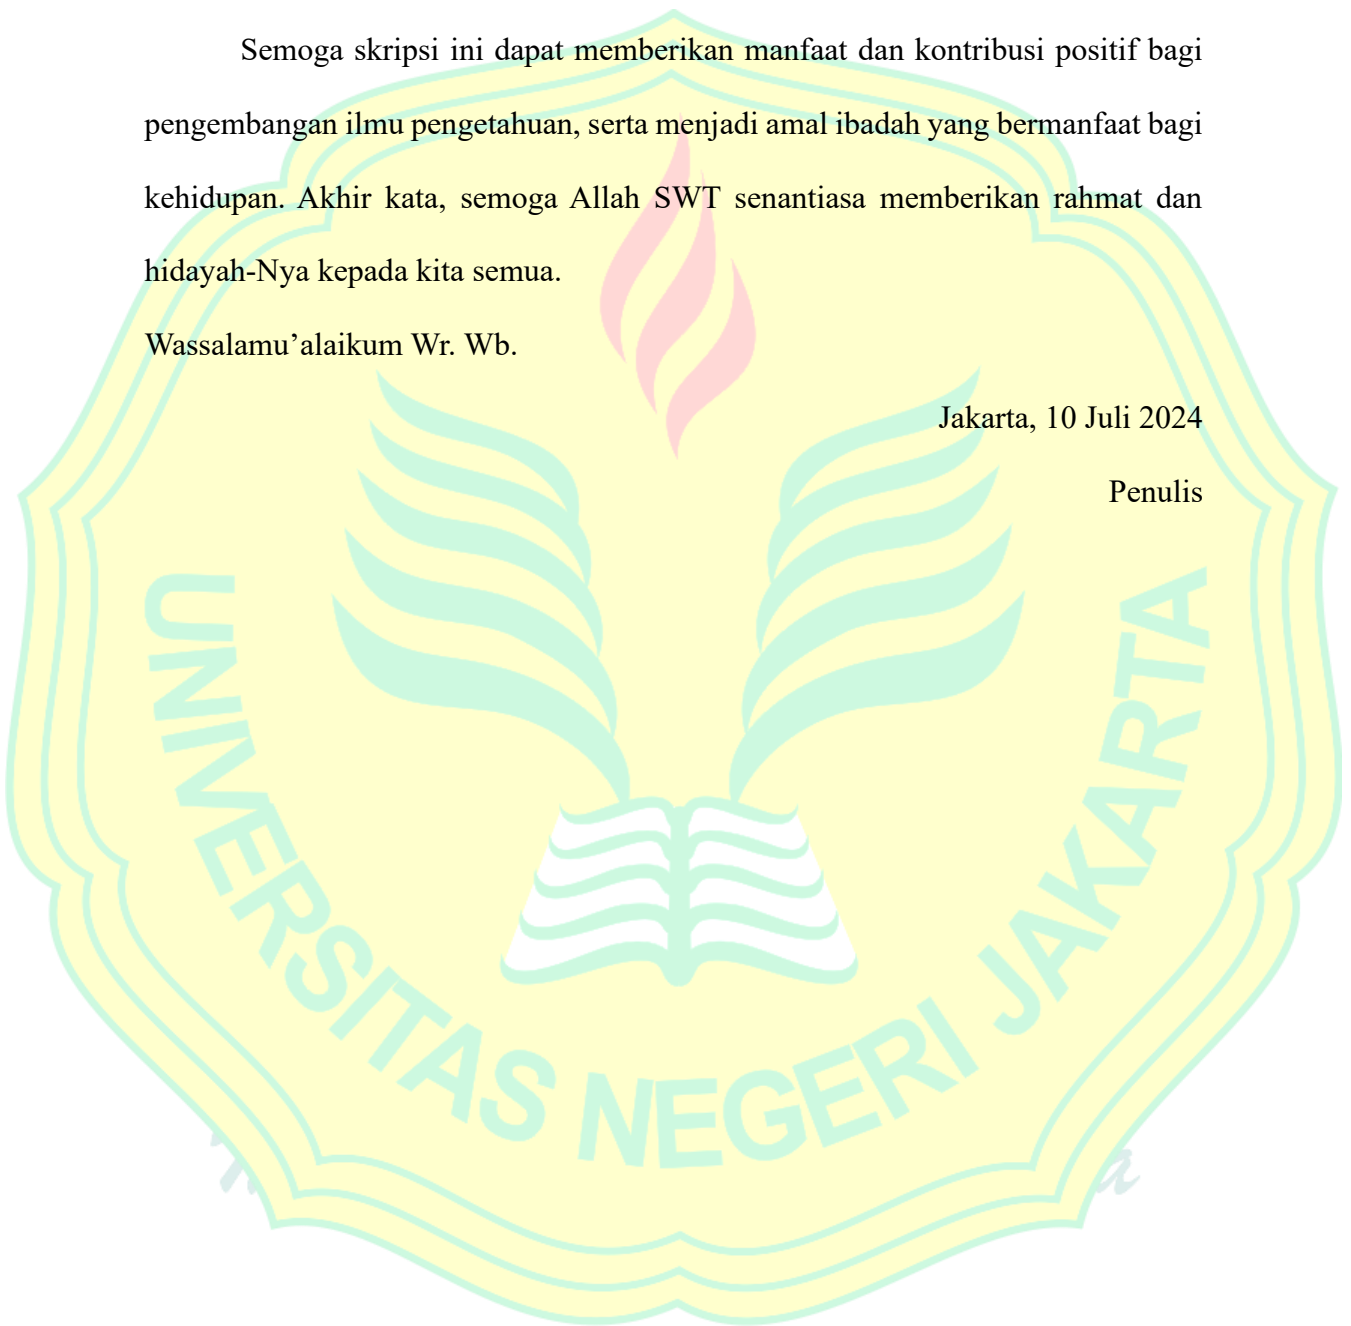 Semoga skripsi ini dapat memberikan manfaat dan kontribusi positif bagi
pengembangan ilmu pengetahuan, serta menjadi amal ibadah yang bermanfaat bagi
kehidupan. Akhir kata, semoga Allah SWT senantiasa memberikan rahmat dan
hidayah-Nya kepada kita semua.
Wassalamu’alaikum Wr. Wb.
Jakarta, 10 Juli 2024
Penulis
UNIVERSITAS NEGERI JAKARTA